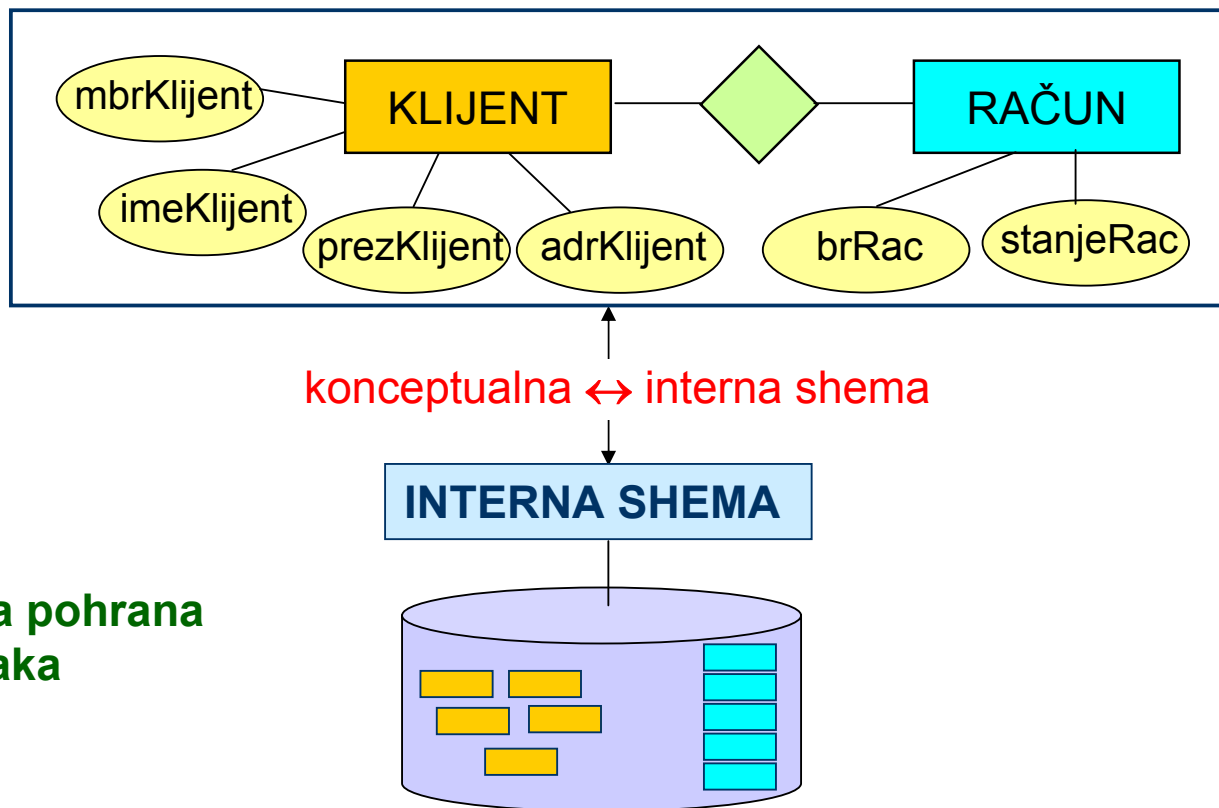 mbrKlijent
KLIJENT
RAČUN
imeKlijent
prezKlijent
adrKlijent
brRac
stanjeRac
konceptualna ↔ interna shema
INTERNA SHEMA
a pohrana
aka